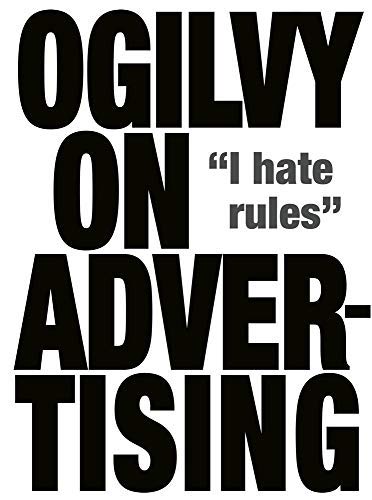 OGILVY
ON
“I hate
rules”
ADVER-
TISING